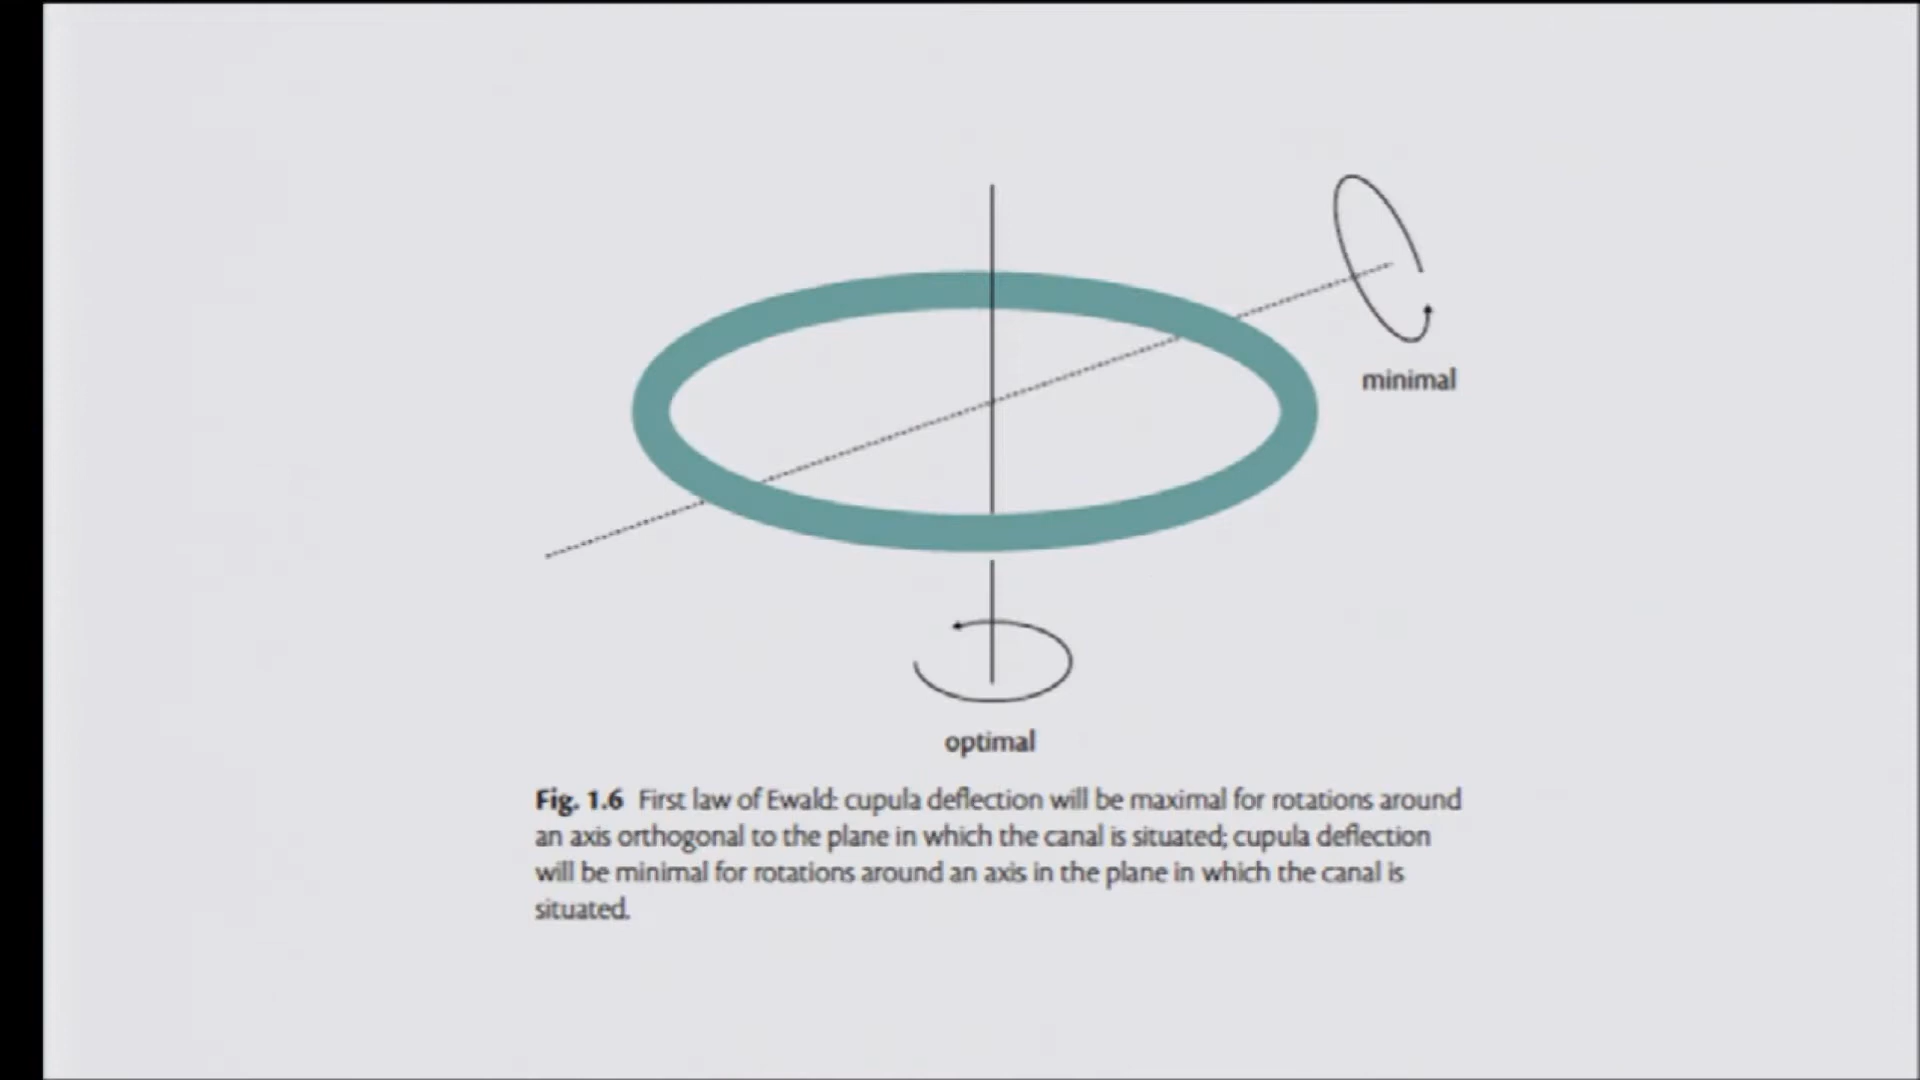 minimal
optimal
Fig. 1.6 First law of Ewald: cupula deflection will be maximal for rotations around
an axis orthogonal to the plane in which the canal is situated; cupula deflection
will be minimal for rotations around an axis in the plane in which the canal is
situated.